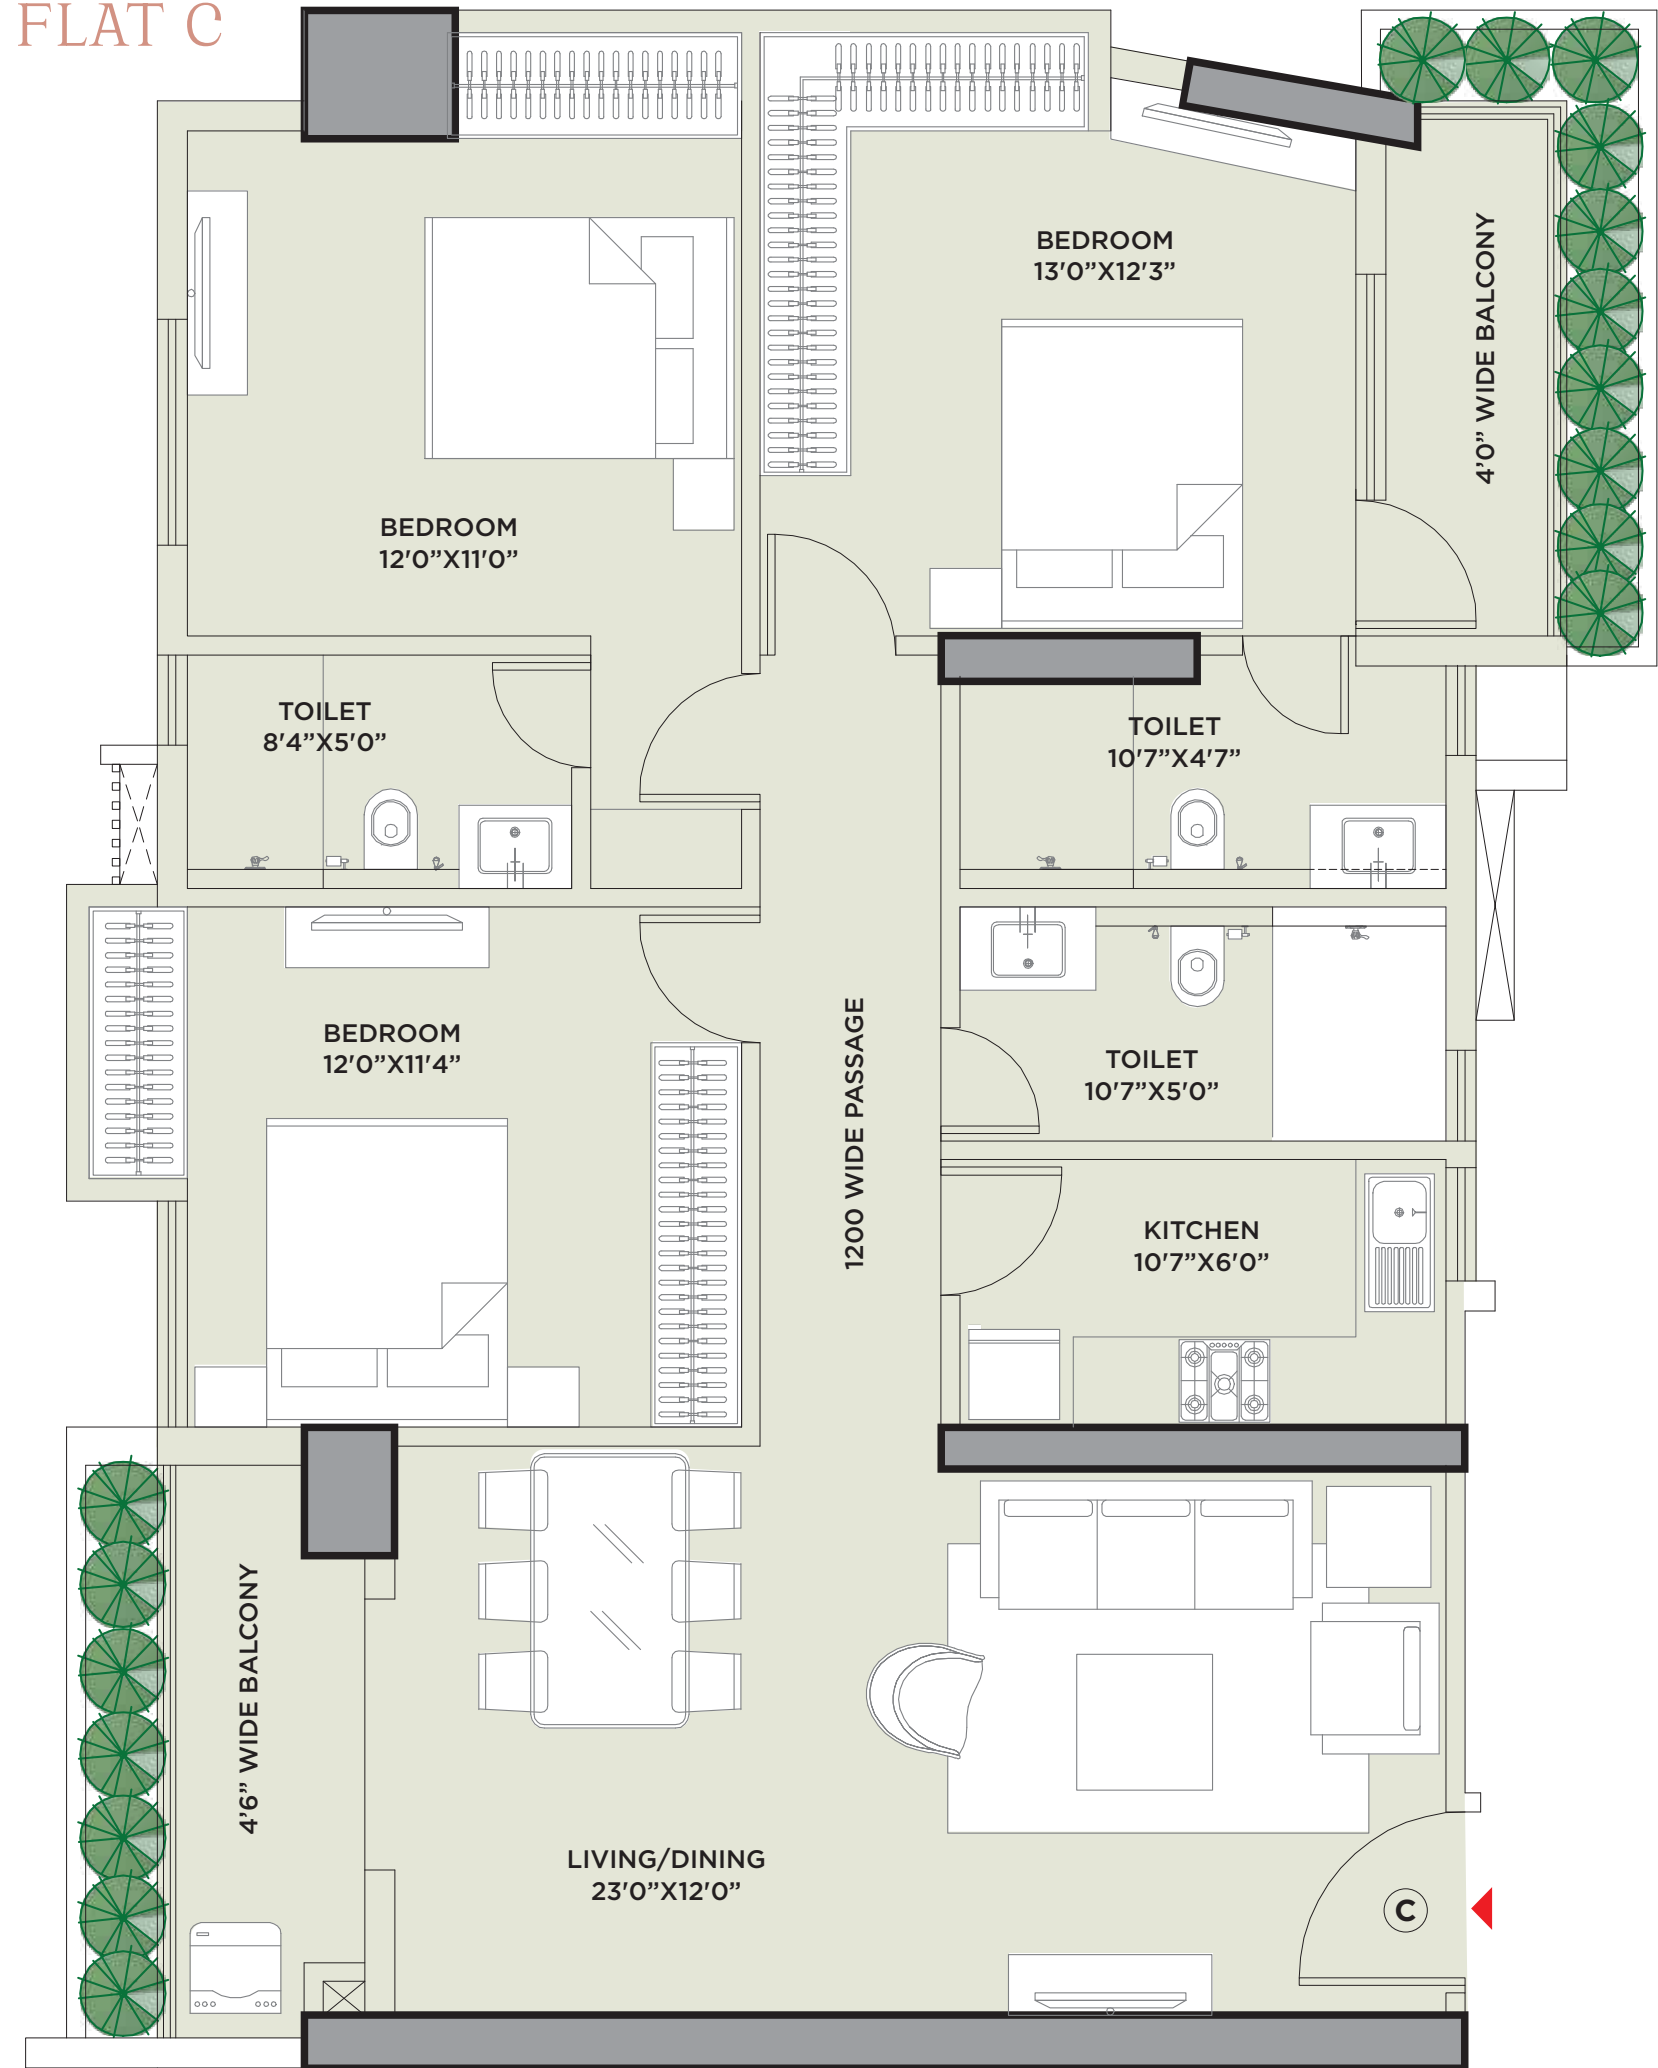 FLAT C
BEDROOM
13'0”X12'3”
4'0” WIDE BALCONY
BEDROOM
12'0”X11'0”
TOILET
8'4”X5'0”
TOILET
10'7”X4'7”
BEDROOM
12'0”X11'4”
1200 WIDE PASSAGE
TOILET
10'7”X5'0”
KITCHEN
10'7”X6'0”
4'6” WIDE BALCONY
LIVING/DINING
23'0”X12'0”
C